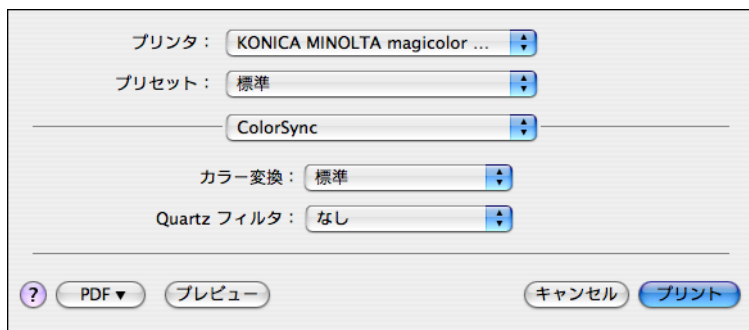 プリンタ： KONICA MINOLTA magicolor ...
プリセット： 標準
ColorSync
カラー変換： 標準
Quartz フィルタ： なし
? PDF▼ プレビュー キャンセル プリント